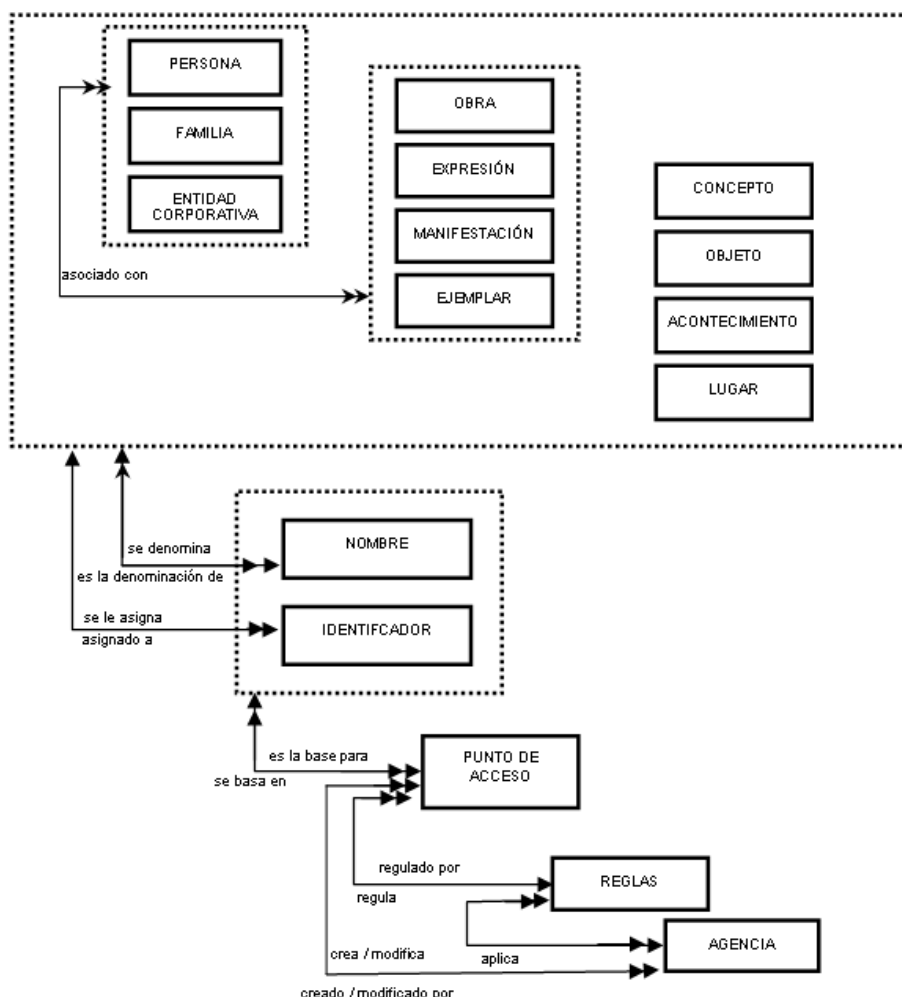 PERSONA
FAMILIA
ENTIDAD
CORPORATIVA
asociado con
OBRA
EXPRESIÓN
MANIFESTACIÓN
EJEMPLAR
CONCEPTO
OBJETO
ACONTECIMIENTO
LUGAR
se denomina
es la denominación de
NOMBRE
se le asigna
asignado a
IDENTIFCADOR
es la base para
se basa en
PUNTO DE
ACCESO
regulado por
regula
REGLAS
crea / modifica
aplica
AGENCIA
creado / modificado por